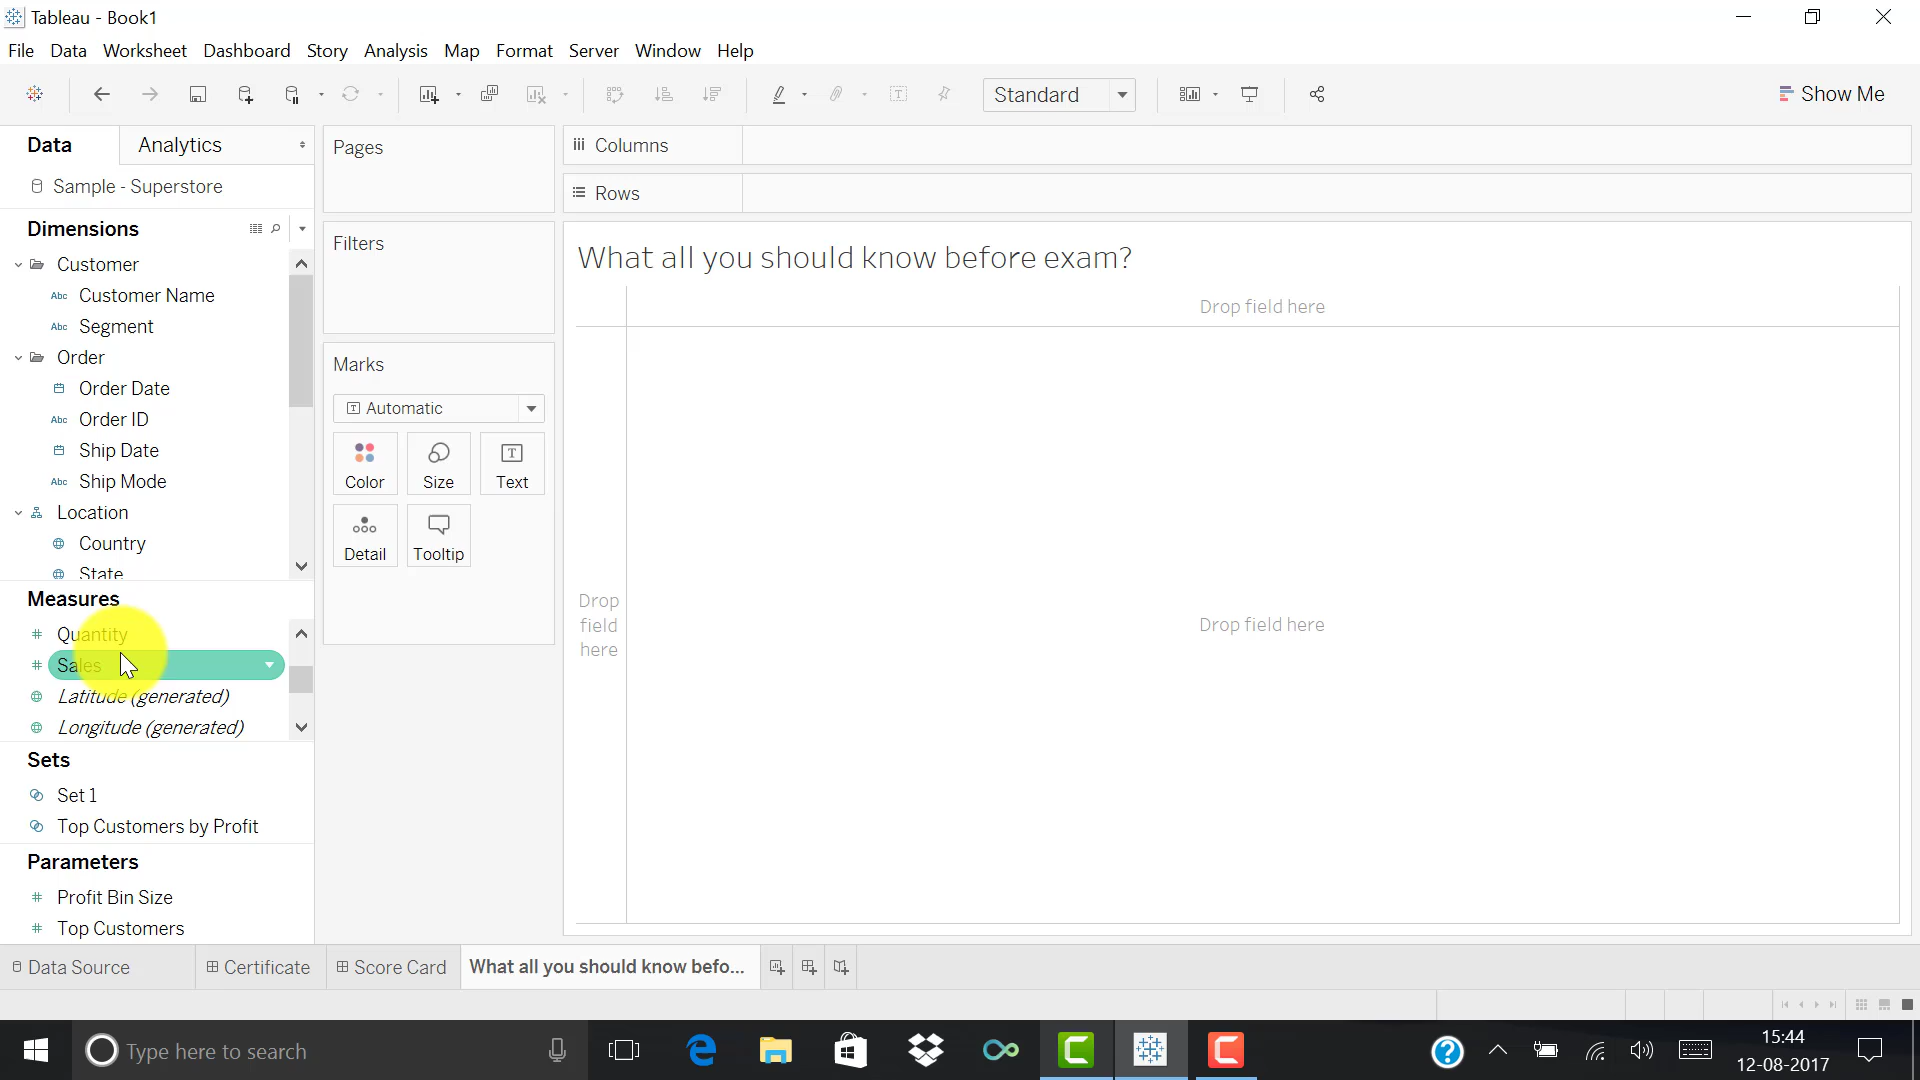 Tableau - Book1
File Data Worksheet Dashboard Story Analysis Map Format Server Window Help
Standard
Show Me
Data
Analytics
Sample - Superstore
Dimensions
Customer
Abc Customer Name
Abc Segment
Order
Order Date
Abc Order ID
Ship Date
Abc Ship Mode
Location
Country
State
Measures
# Quantity
# Sales
Latitude (generated)
Longitude (generated)
Sets
Set 1
Top Customers by Profit
Parameters
# Profit Bin Size
# Top Customers
Pages
Filters
Marks
T Automatic
Color Size Text
Detail Tooltip
Columns
Rows
What all you should know before exam?
Drop field here
Drop
field
here
Drop field here
Data Source Certificate Score Card What all you should know befo...
Type here to search
15:44
12-08-2017